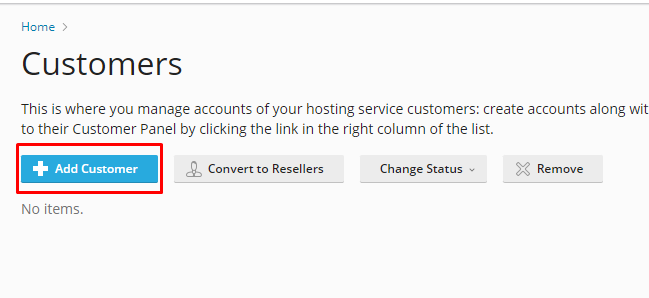 Home >
Customers
This is where you manage accounts of your hosting service customers: create accounts along wit
to their Customer Panel by clicking the link in the right column of the list.
Add Customer Convert to Resellers Change Status Remove
No items.